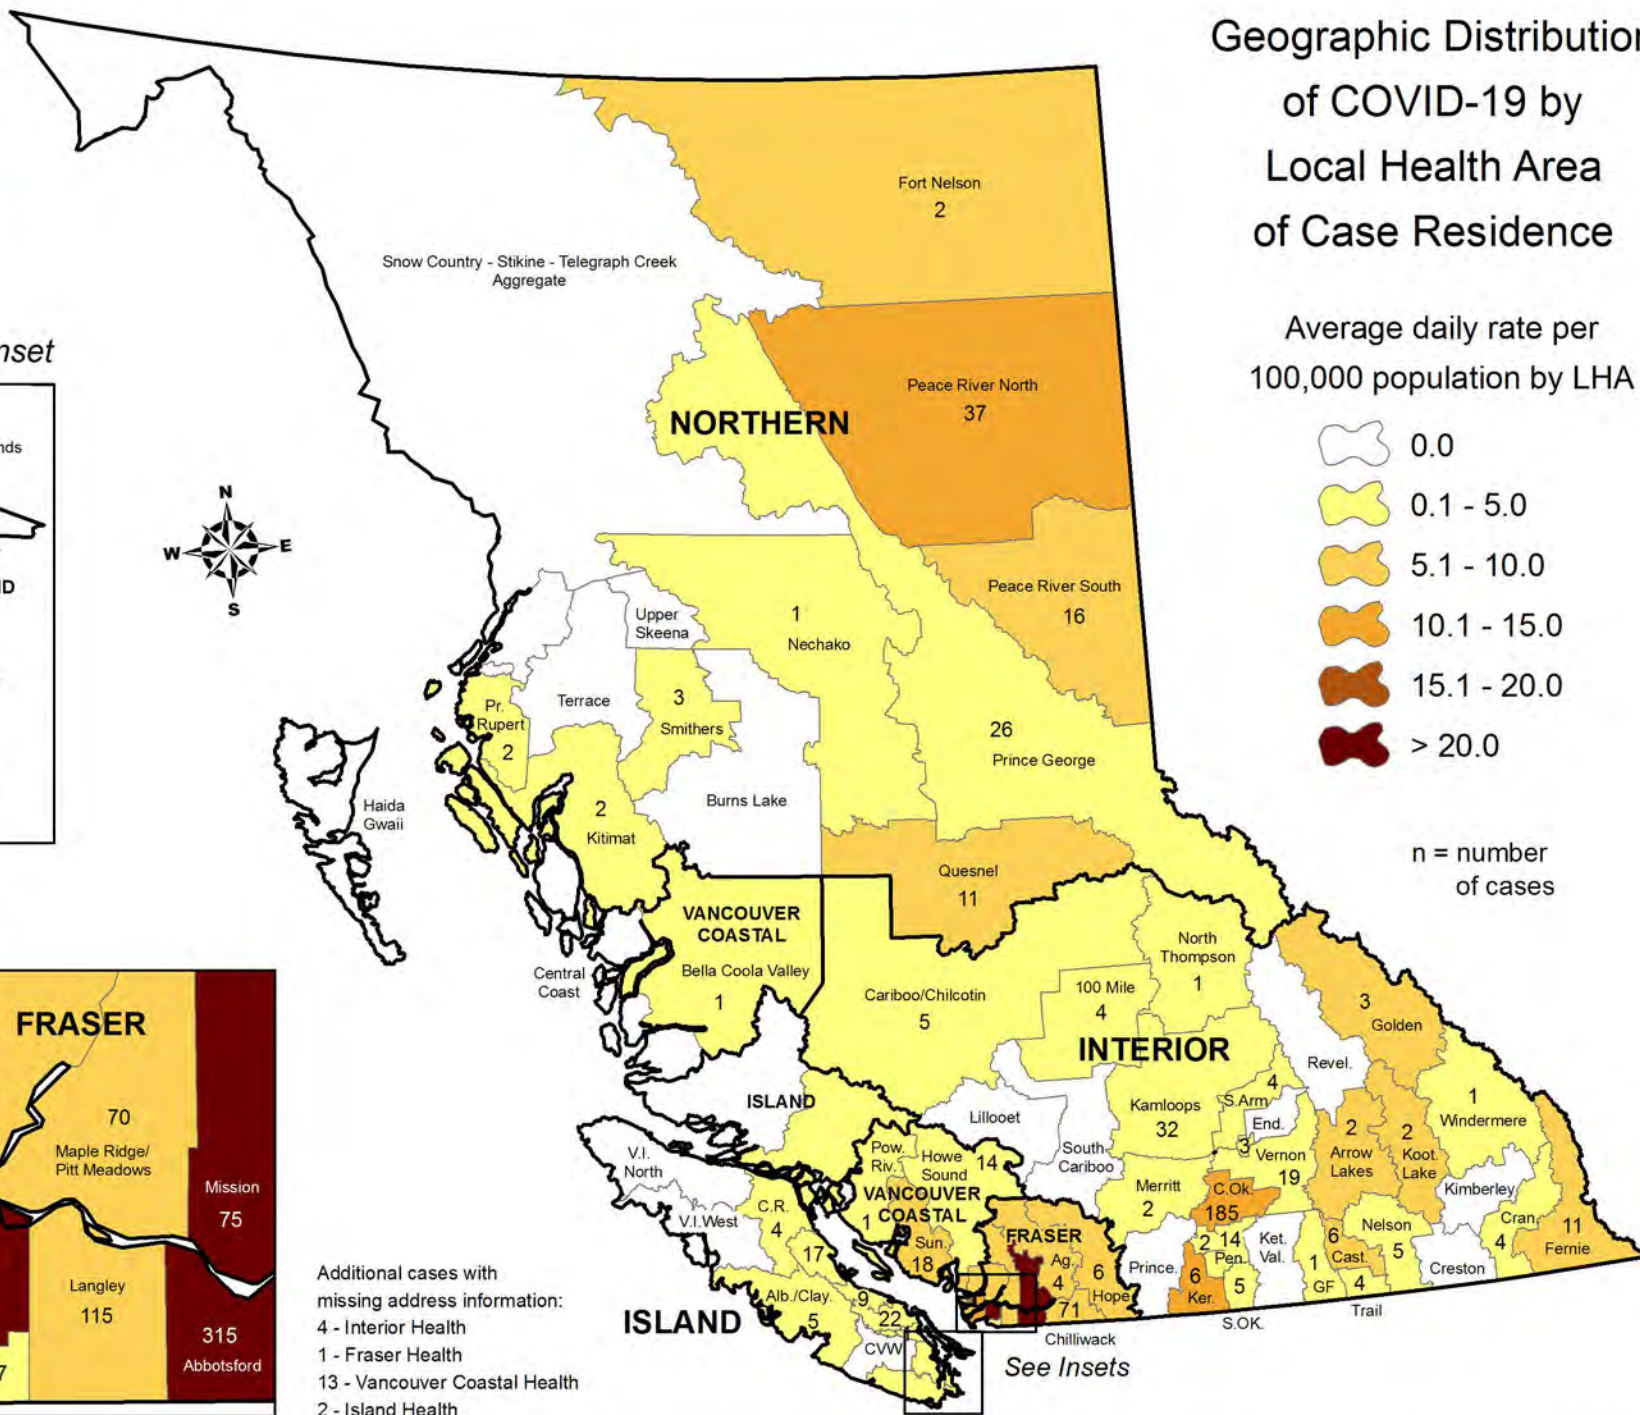 Geographic Distribution
of COVID-19 by
Local Health Area
of Case Residence
Average daily rate per
100,000 population by LHA
0.0
0.1 - 5.0
5.1 - 10.0
10.1 - 15.0
15.1 - 20.0
> 20.0
n = number
of cases
Fort Nelson
2
Snow Country - Stikine - Telegraph Creek
Aggregate
Peace River North
37
NORTHERN
N
W
E
S
Peace River South
16
Upper
Skeena
1
Nechako
Terrace
3
Smithers
Pr.
Rupert
2
26
Prince George
Haida
Gwaii
2
Kitimat
Burns Lake
Quesnel
11
VANCOUVER
COASTAL
Bella Coola Valley
1
Central
Coast
Cariboo/Chilcotin
5
North
Thompson
1
100 Mile
4
INTERIOR
3
Golden
Revel.
1
Windermere
ISLAND
Lillooet
Kamloops
32
4
S.Arm
End.
3
Vernon
19
South
Cariboo
2
Arrow
Lakes
2
Koot.
Lake
Kimberley
V.I.
North
Pow.
Riv.
Howe
Sound
14
VANCOUVER
COASTAL
1
Merritt
2
C.Ok.
185
V.I.West
C.R.
4
17
Sun.
18
FRASER
Ag.
4
6
Hope
71
Chilliwack
Prince.
2
14
Pen.
5
6
Ker.
S.OK.
Ket.
Val.
1
GF
6
Cast.
4
Trail
Nelson
5
Creston
Cran.
4
11
Fernie
Alb./Clay.
5
9
22
CVW
ISLAND
See Insets
nset
nds
D
FRASER
70
Maple Ridge/
Pitt Meadows
Mission
75
Langley
115
315
Abbotsford
7
Additional cases with
missing address information:
4 - Interior Health
1 - Fraser Health
13 - Vancouver Coastal Health
2 - Island Health